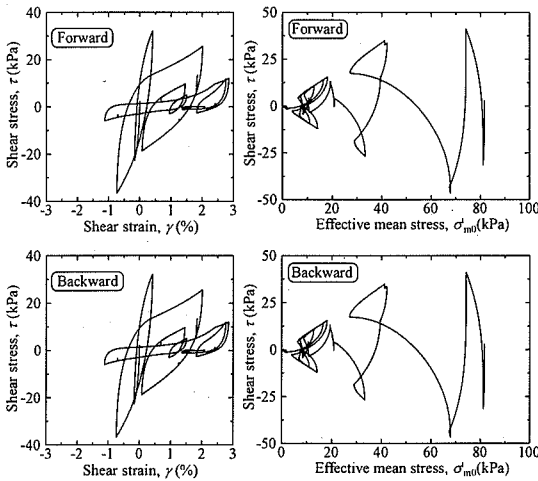 40
Forward
20
0
-20
-40
Shear stress, τ (kPa)
-3 -2 -1 0 1 2 3
Shear strain, γ (%)
50
Forward
25
0
-25
-50
Shear stress, τ (kPa)
0 20 40 60 80 100
Effective mean stress, σ'm0(kPa)
40
Backward
20
0
-20
-40
Shear stress, τ (kPa)
-3 -2 -1 0 1 2 3
Shear strain, γ (%)
50
Backward
25
0
-25
-50
Shear stress, τ (kPa)
0 20 40 60 80 100
Effective mean stress, σ'm0(kPa)